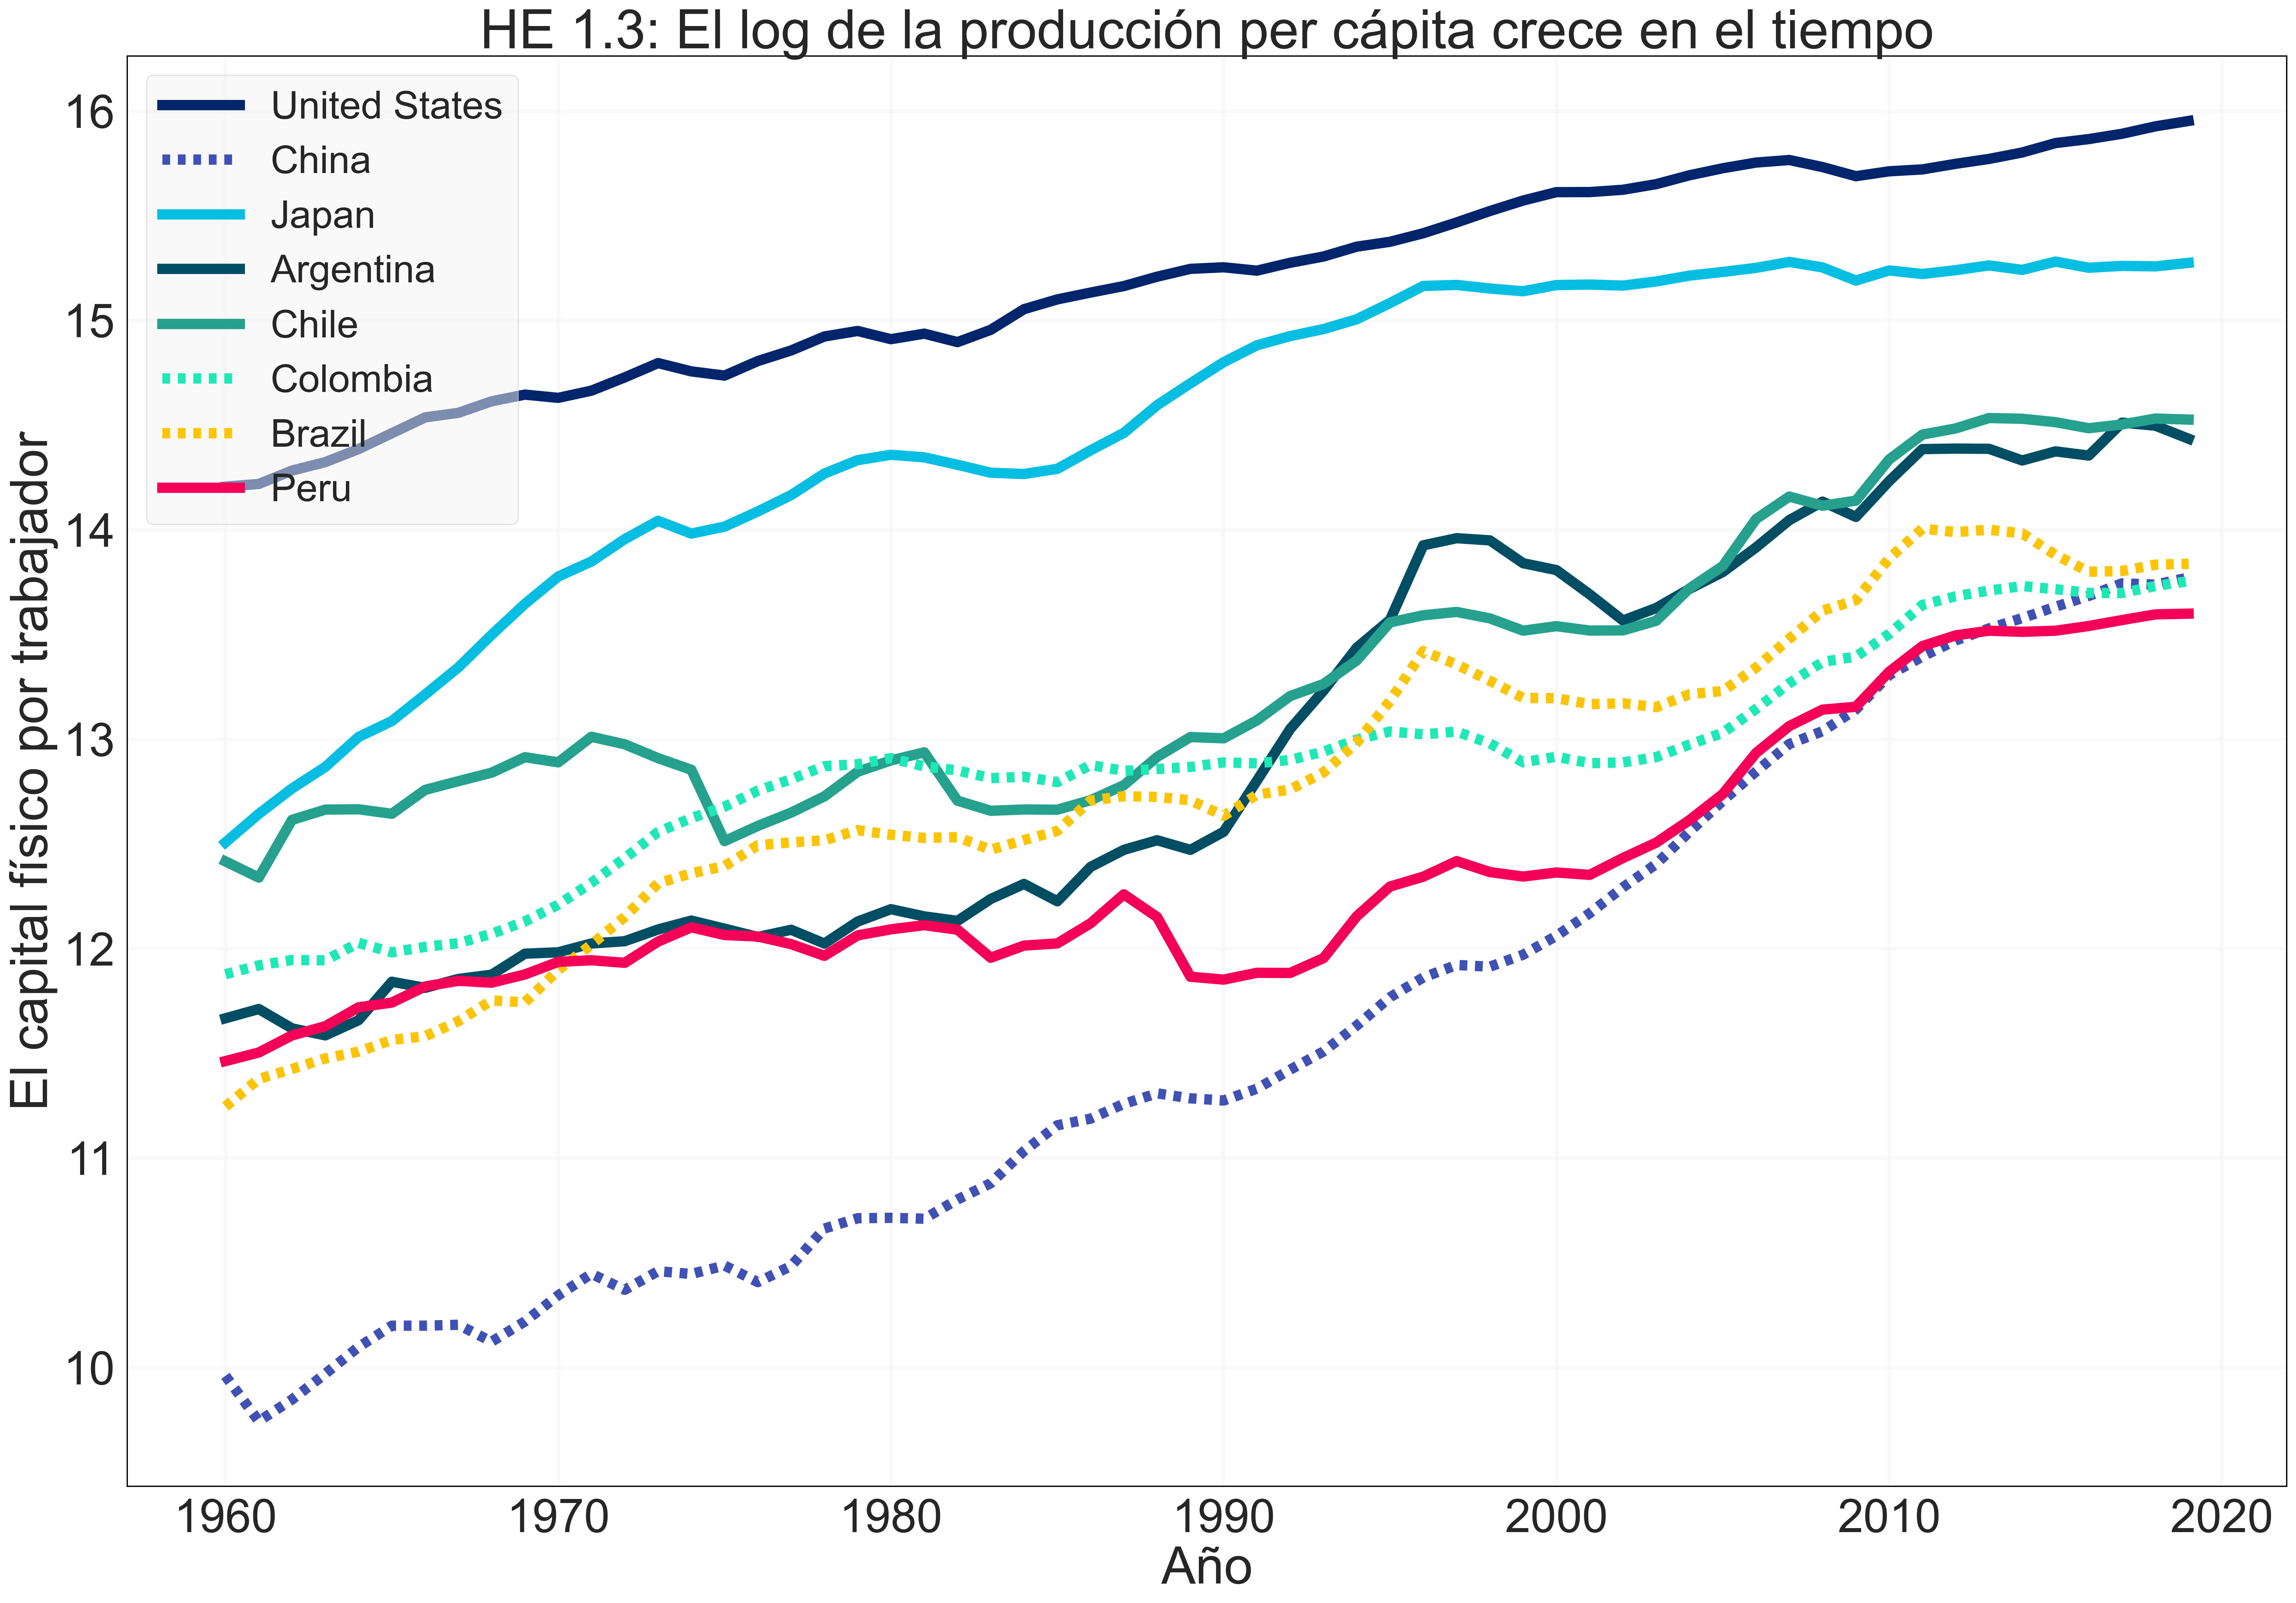 HE 1.3: El log de la producción per cápita crece en el tiempo
United States
China
Japan
Argentina
Chile
Colombia
Brazil
Peru
El capital físico por trabajador
16
15
14
13
12
11
10
1960 1970 1980 1990 2000 2010 2020
Año